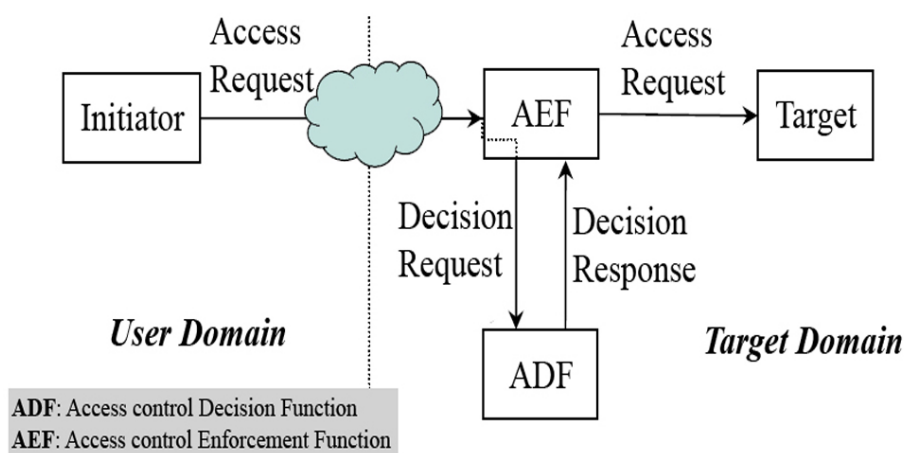 Access
Request
Initiator
AEF
Access
Request
Target
Decision
Request
Decision
Response
User Domain
Target Domain
ADF
ADF: Access control Decision Function
AEF: Access control Enforcement Function